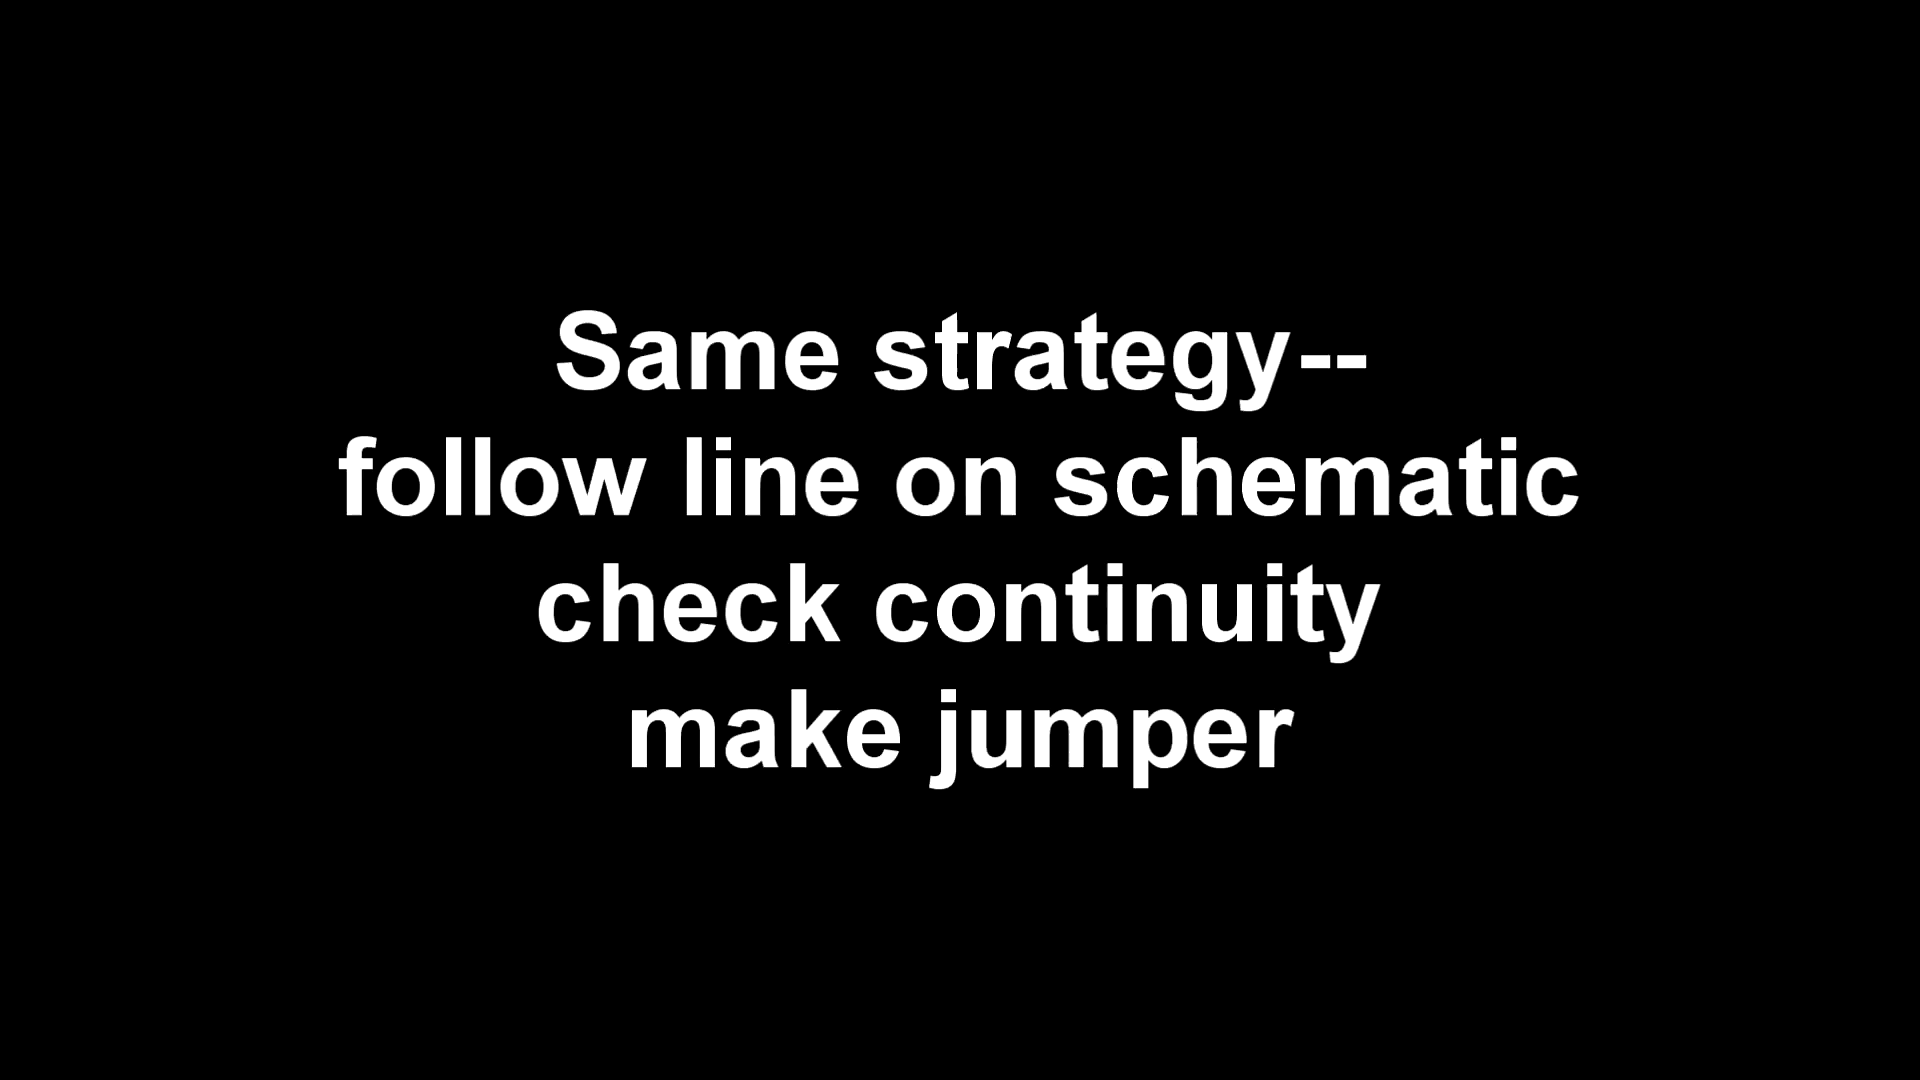 Same strategy--
follow line on schematic
check continuity
make jumper